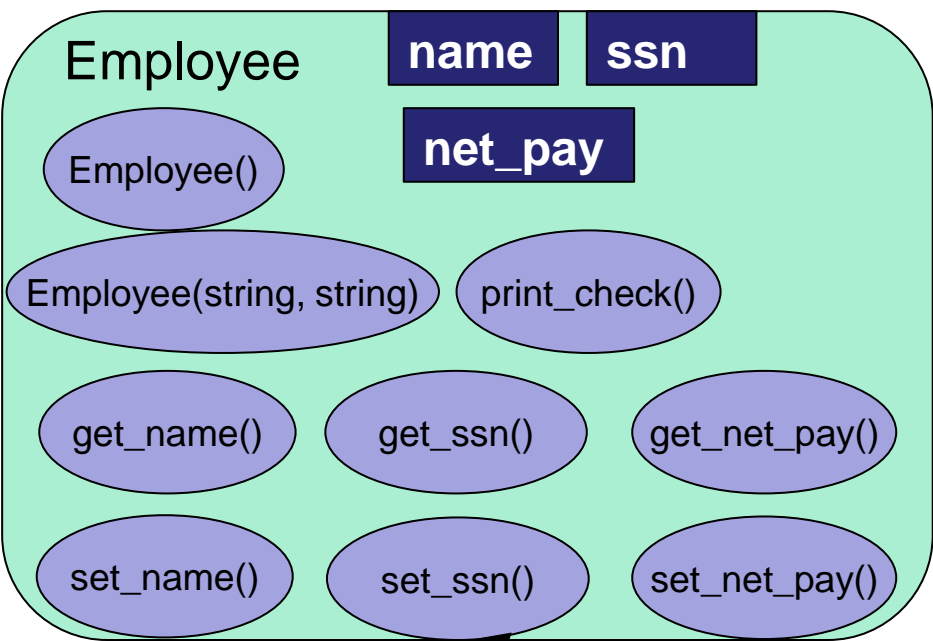 Employee
name
ssn
net_pay
Employee()
Employee(string, string)
print_check()
get_name()
get_ssn()
get_net_pay()
set_name()
set_ssn()
set_net_pay()